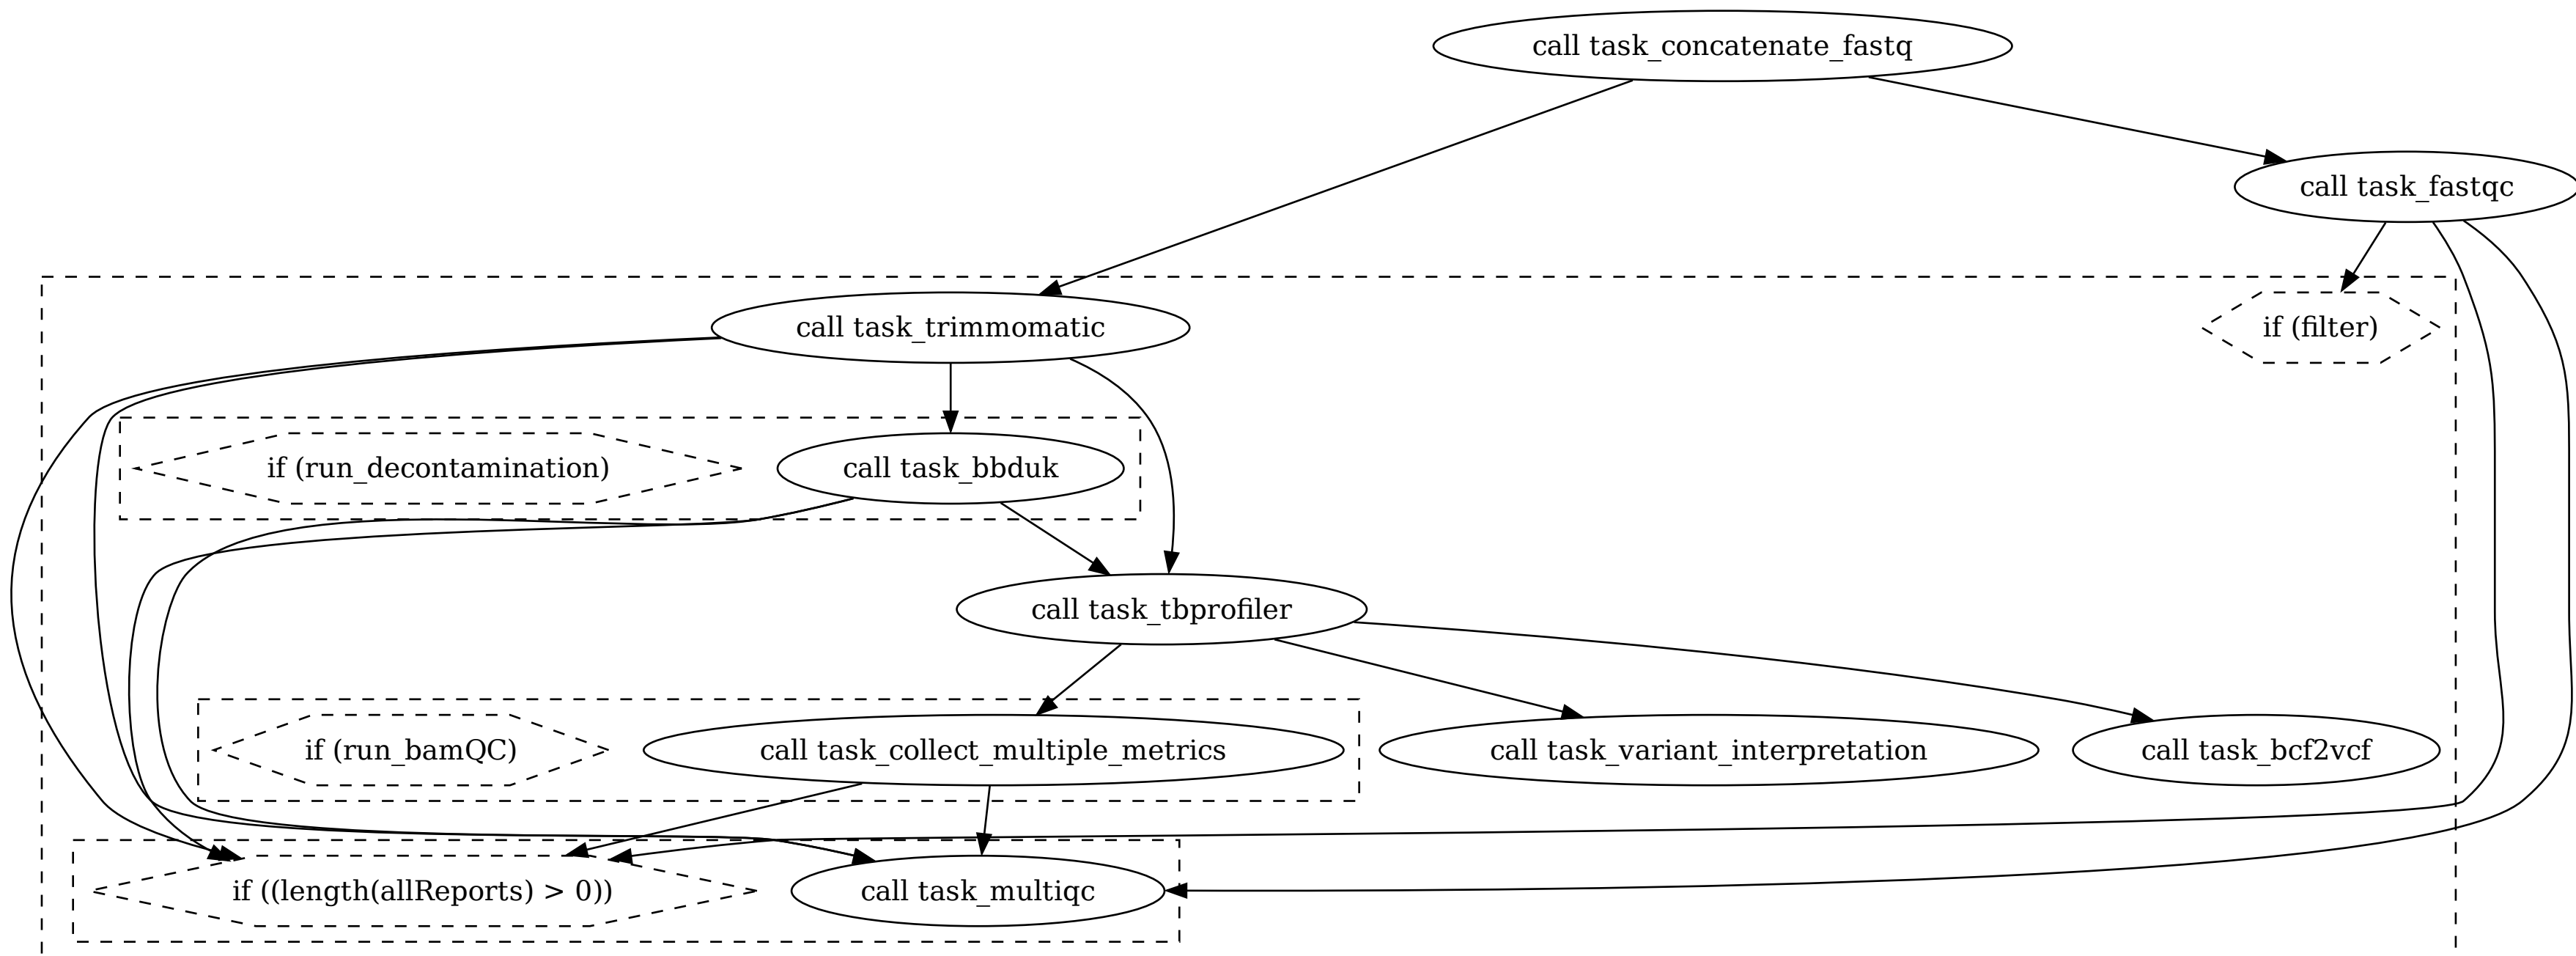 call task_concatenate_fastq
call task_fastqc
call task_trimmomatic
if (filter)
if (run_decontamination)
call task_bbduk
call task_tbprofiler
if (run_bamQC)
call task_collect_multiple_metrics
call task_variant_interpretation
call task_bcf2vcf
if ((length(allReports) > 0))
call task_multiqc